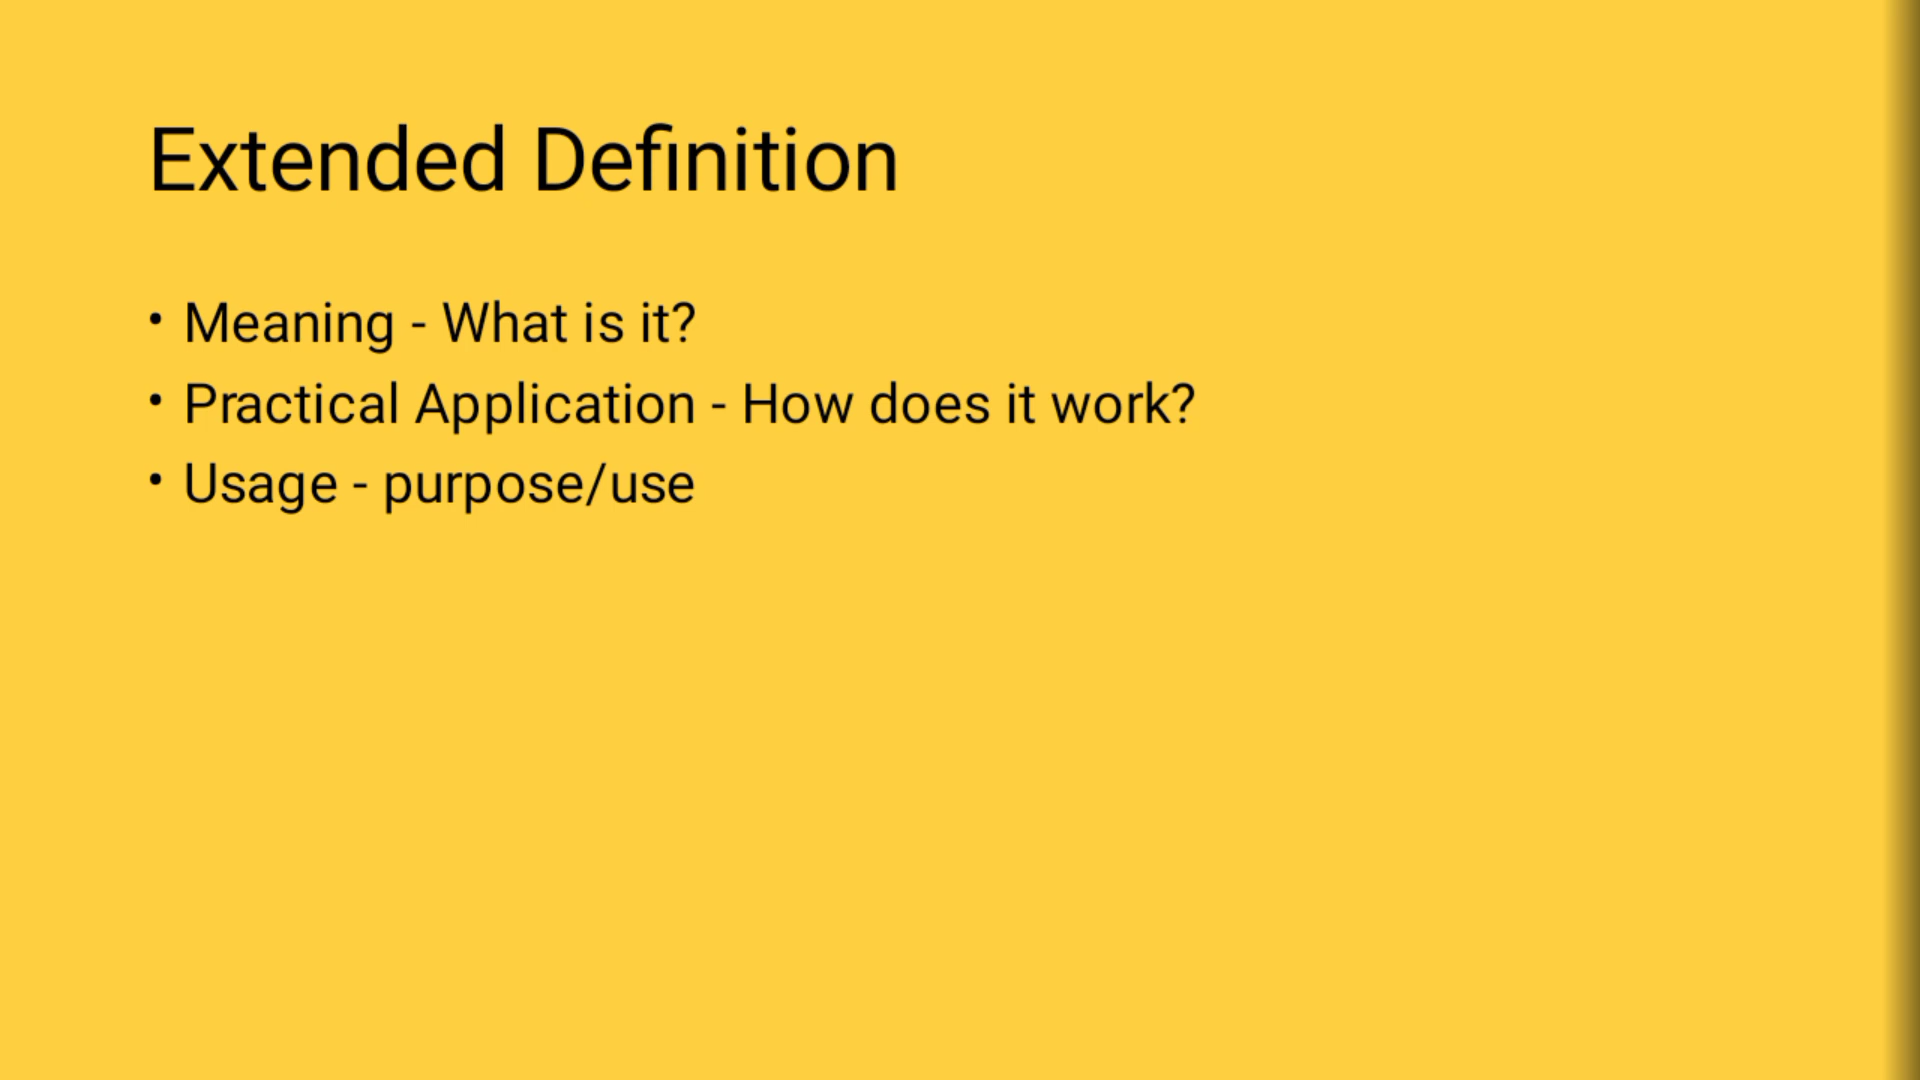 Extended Definition
• Meaning - What is it?
• Practical Application - How does it work?
• Usage - purpose/use